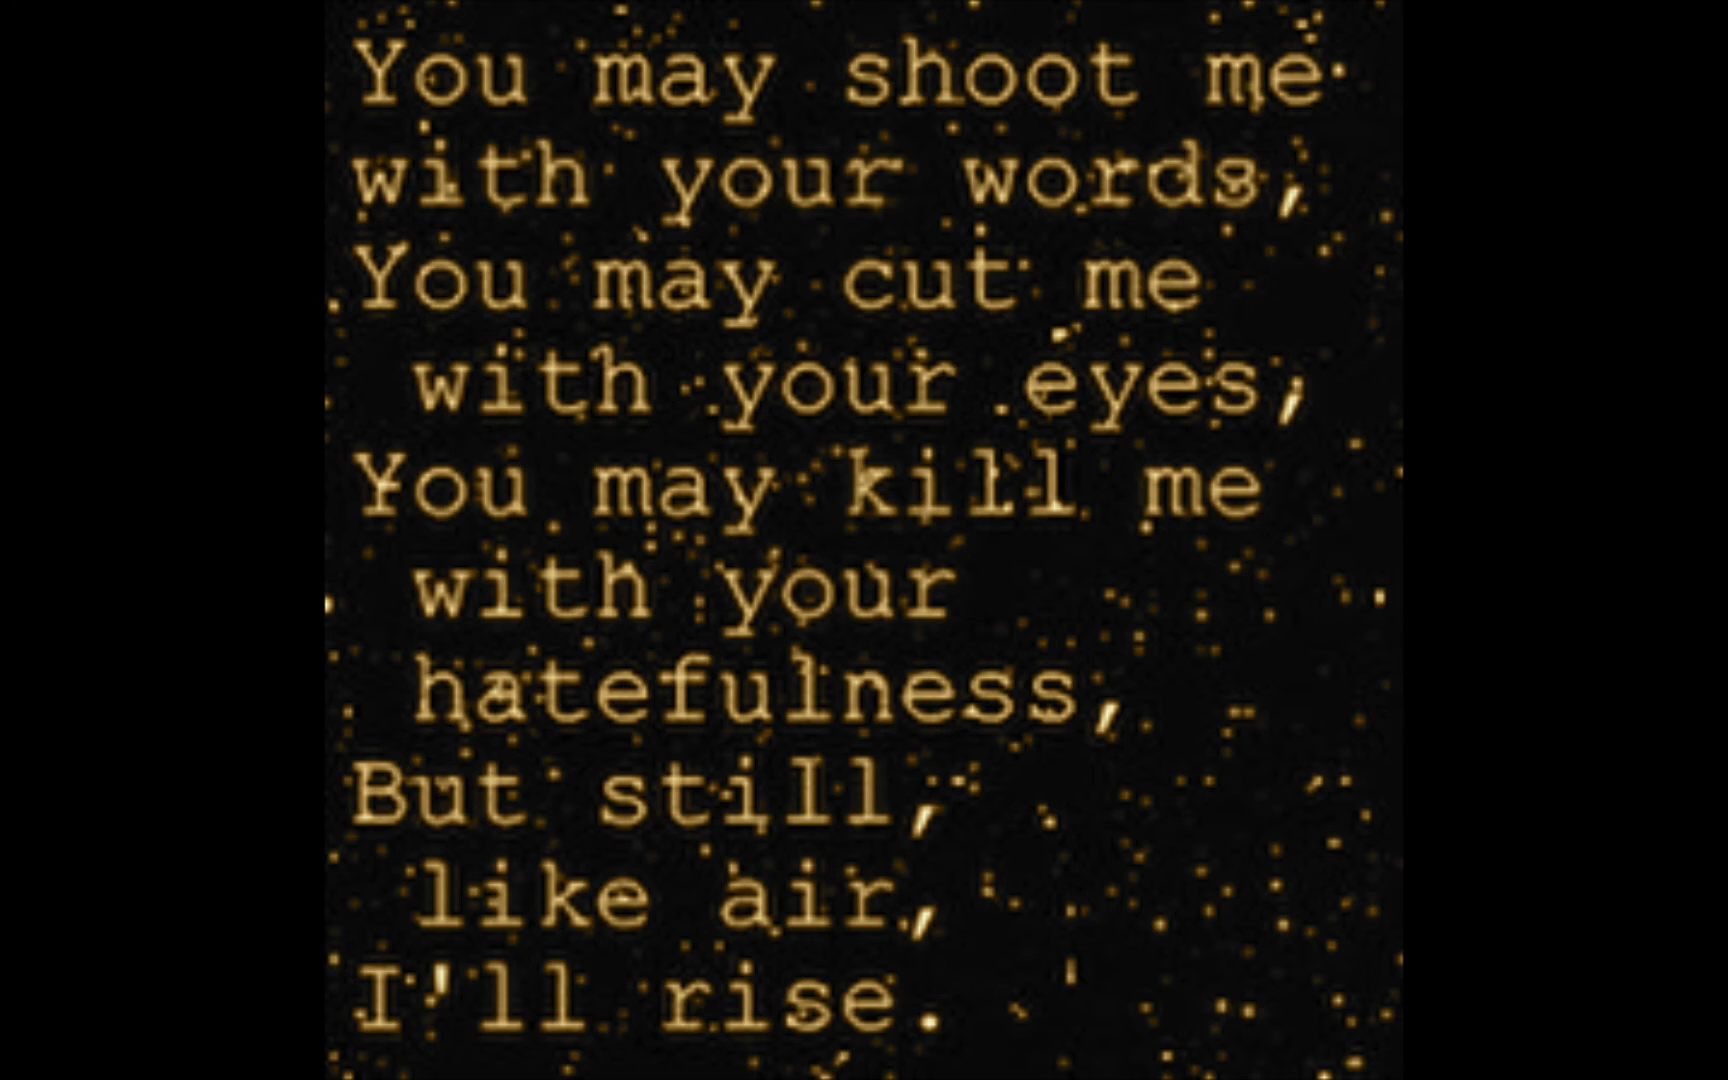 You may shoot me
with your words,
You may cut me
with your eyes,
You may kill me
with your
hatefulness,
But still,
like air,
I'll rise.